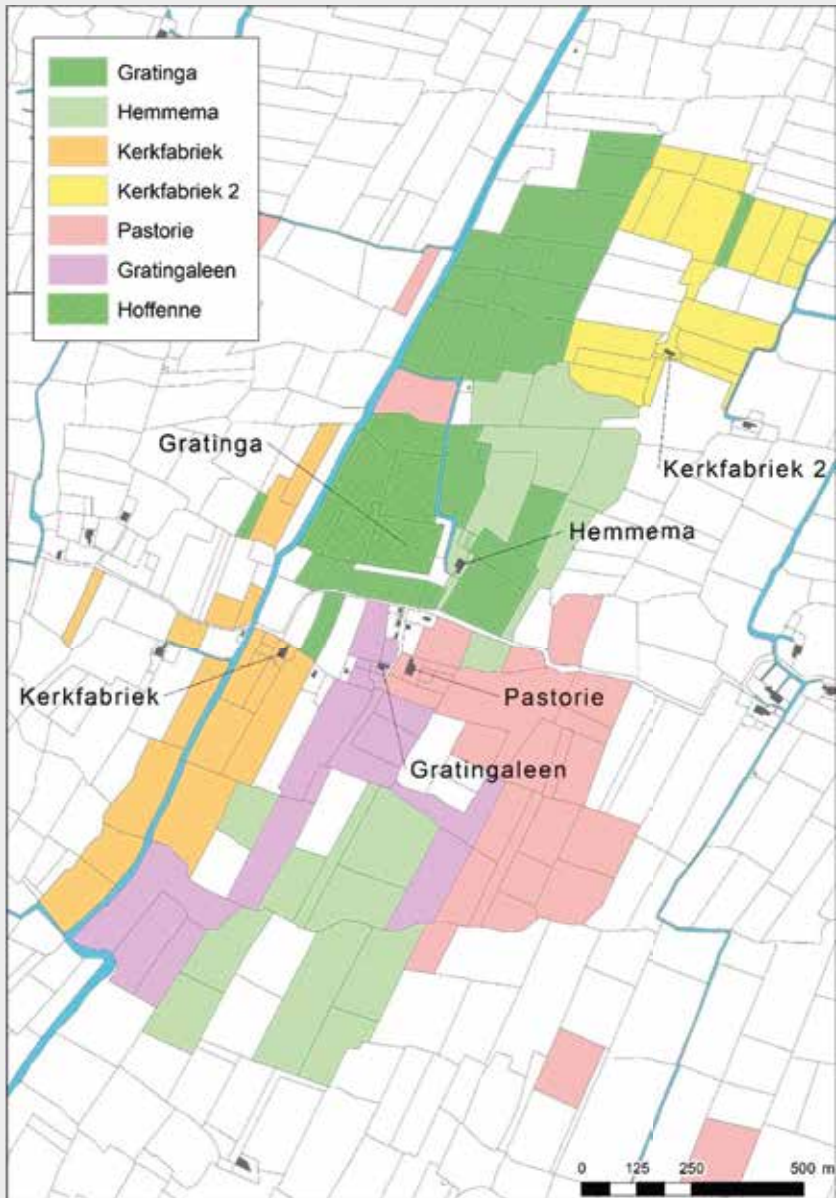 Gratinga
Hemmema
Kerkfabriek
Kerkfabriek 2
Pastorie
Gratingaleen
Hoffenne
Gratinga
Kerkfabriek 2
Hemmema
Kerkfabriek
Pastorie
Gratingaleen
0 125 250 500 m